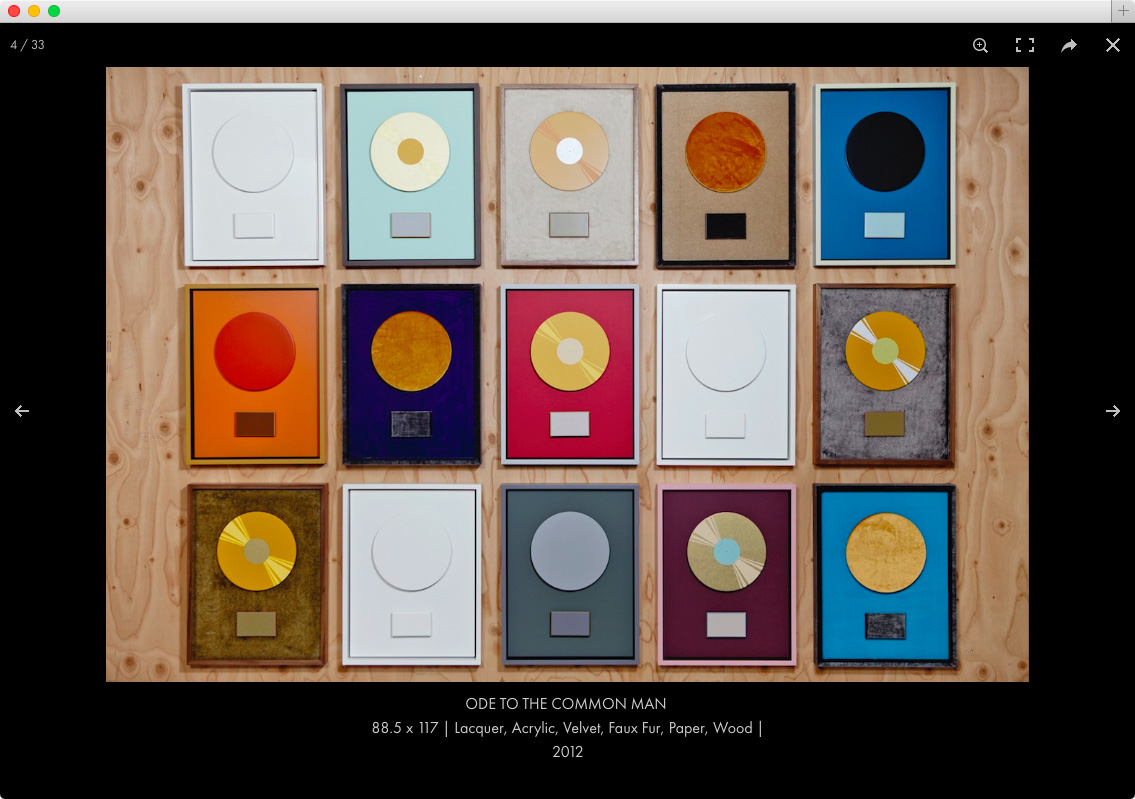 4 / 33
ODE TO THE COMMON MAN
88.5 x 117 | Lacquer, Acrylic, Velvet, Faux Fur, Paper, Wood |
2012